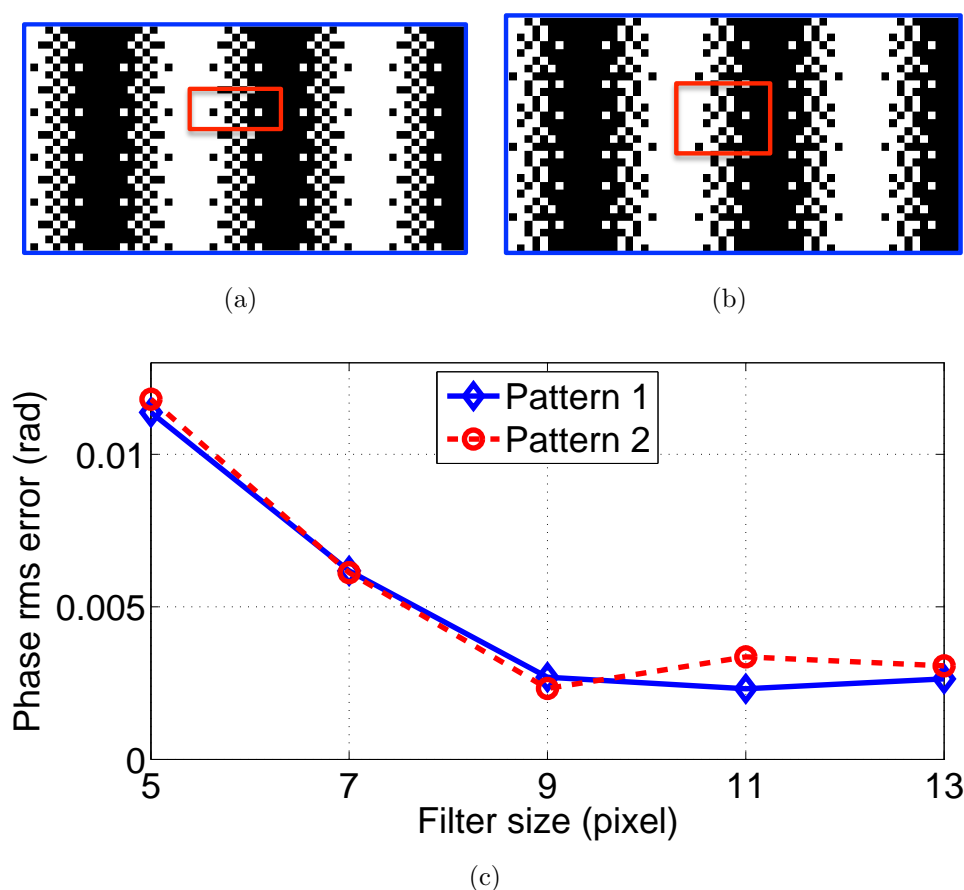 (a)
(b)
Phase rms error (rad)
0.01
0.005
0
Pattern 1
Pattern 2
5 7 9 11 13
Filter size (pixel)
(c)